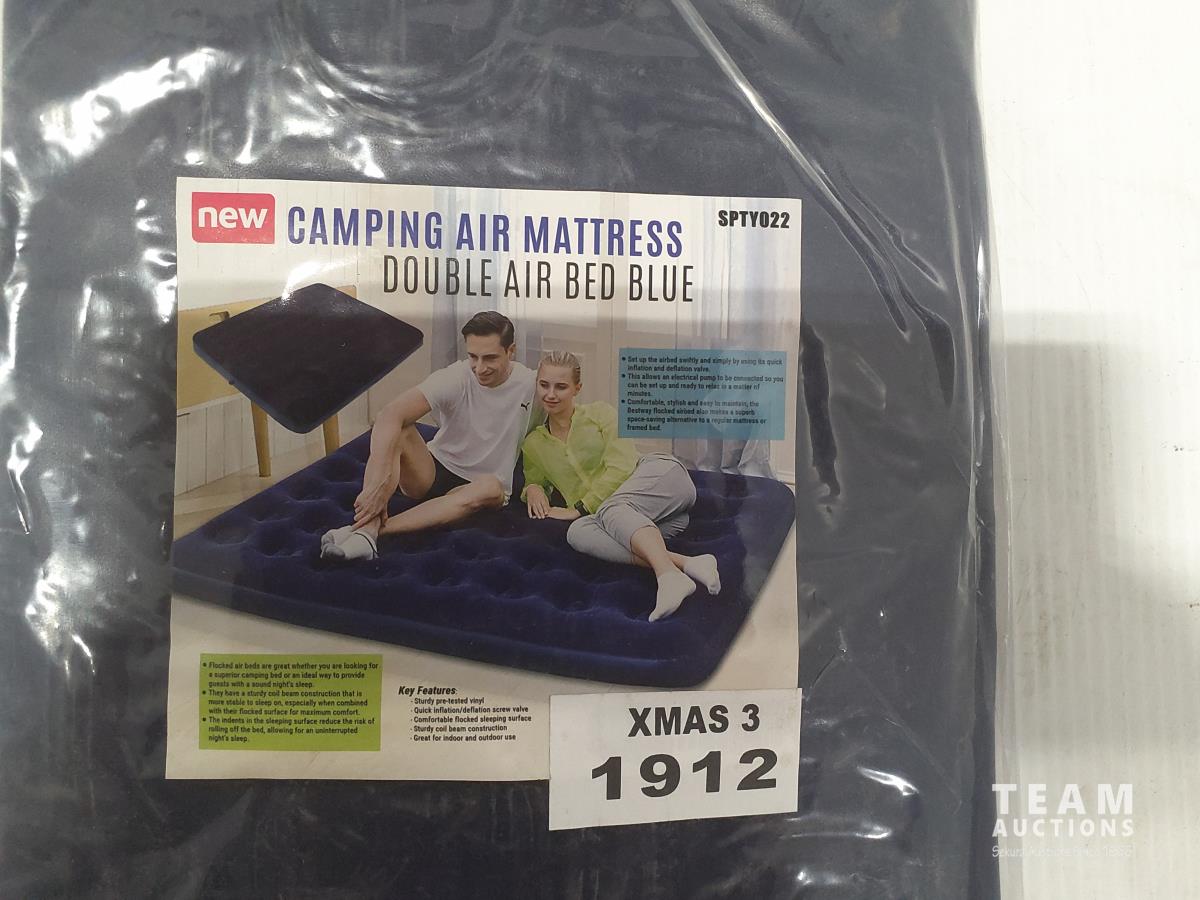 new
CAMPING AIR MATTRESS
SPTY022
DOUBLE AIR BED BLUE
• Set up the airbed swiftly and simply by using its quick
inflation and deflation valve.
• This allows an electrical pump to be connected so you
can be set up and ready to relax in a matter of
minutes.
• Comfortable, stylish and easy to maintain, the
Bestway flocked airbed also makes a superb
space-saving alternative to a regular mattress or
framed bed.
• Flocked air beds are great whether you are looking for
a superior camping bed or an ideal way to provide
guests with a sound night's sleep.
• They have a sturdy coil beam construction that is
more stable to sleep on, especially when combined
with their flocked surface for maximum comfort.
• The indents in the sleeping surface reduce the risk of
rolling off the bed, allowing for an uninterrupted
night's sleep.
Key Features:
- Sturdy pre-tested vinyl
- Quick inflation/deflation screw valve
- Comfortable flocked sleeping surface
- Sturdy coil beam construction
- Great for indoor and outdoor use
XMAS 3
1912
TEAM
AUCTIONS